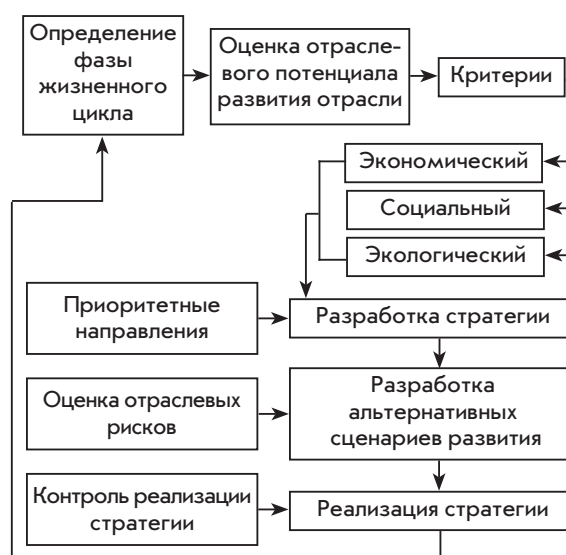 Определение
фазы
жизненного
цикла
Оценка отрасле-
вого потенциала
развития отрасли
Критерии
Экономический
Социальный
Экологический
Приоритетные
направления
Разработка стратегии
Оценка отраслевых
рисков
Разработка
альтернативных
сценариев развития
Контроль реализации
стратегии
Реализация стратегии